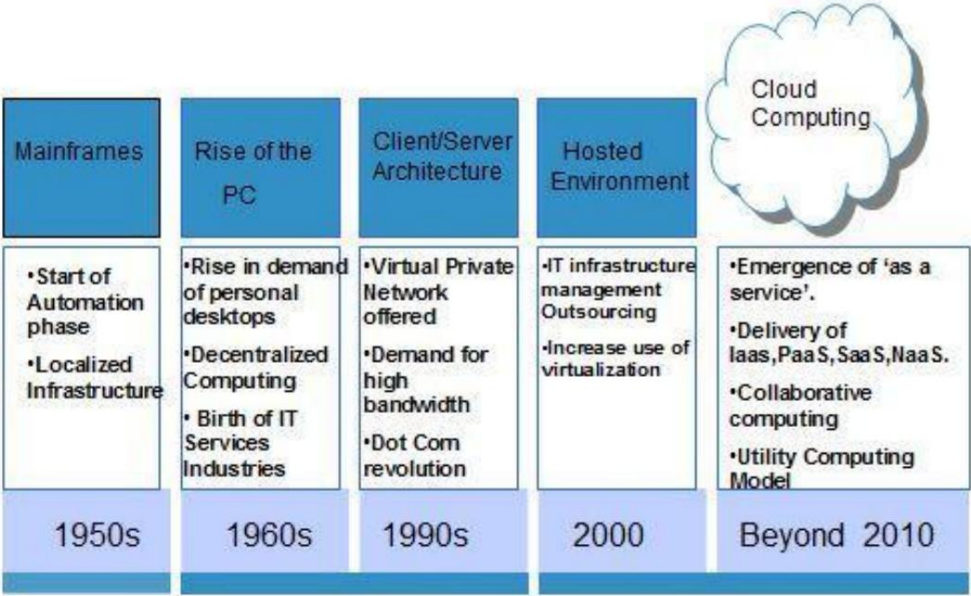 Mainframes
Rise of the
PC
Client/Server
Architecture
Hosted
Environment
Cloud
Computing
•Start of
Automation
phase
•Localized
Infrastructure
•Rise in demand
of personal
desktops
•Decentralized
Computing
• Birth of IT
Services
Industries
•Virtual Private
Network
offered
•Demand for
high
bandwidth
•Dot Com
revolution
•IT infrastructure
management
Outsourcing
•Increase use of
virtualization
•Emergence of ‘as a
service’.
•Delivery of
Iaas,PaaS,SaaS,NaaS.
•Collaborative
computing
•Utility Computing
Model
1950s
1960s
1990s
2000
Beyond 2010